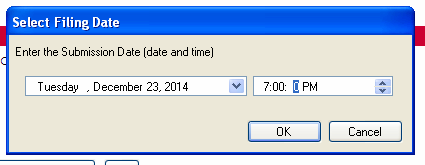 Select Filing Date
Enter the Submission Date (date and time)
Tuesday , December 23, 2014 7:00: 0 PM
OK Cancel